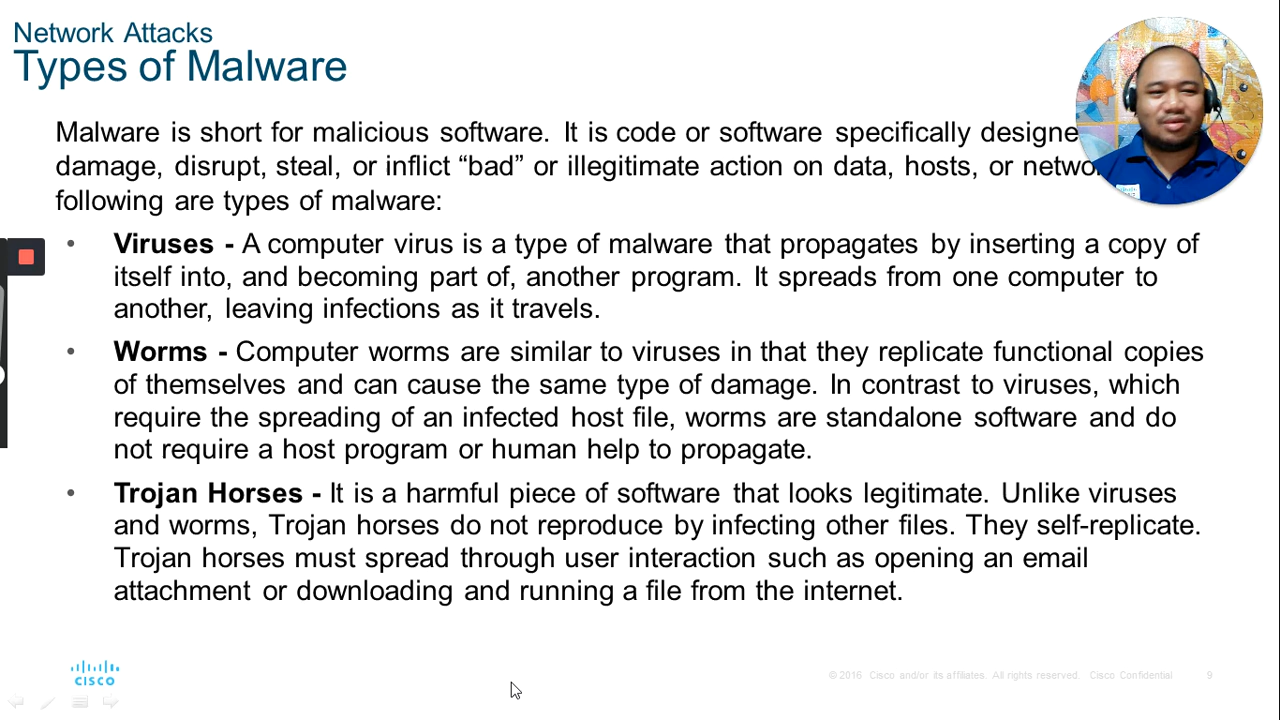 Network Attacks
Types of Malware
Malware is short for malicious software. It is code or software specifically
damage, disrupt, steal, or inflict “bad” or illegitimate action on data, hosts, or
following are types of malware:
• Viruses - A computer virus is a type of malware that propagates by inserting a copy of
itself into, and becoming part of, another program. It spreads from one computer to
another, leaving infections as it travels.
• Worms - Computer worms are similar to viruses in that they replicate functional copies
of themselves and can cause the same type of damage. In contrast to viruses, which
require the spreading of an infected host file, worms are standalone software and do
not require a host program or human help to propagate.
• Trojan Horses - It is a harmful piece of software that looks legitimate. Unlike viruses
and worms, Trojan horses do not reproduce by infecting other files. They self-replicate.
Trojan horses must spread through user interaction such as opening an email
attachment or downloading and running a file from the internet.
CISCO
© 2016 Cisco and/or its affiliates. All rights reserved. Cisco Confidential 9